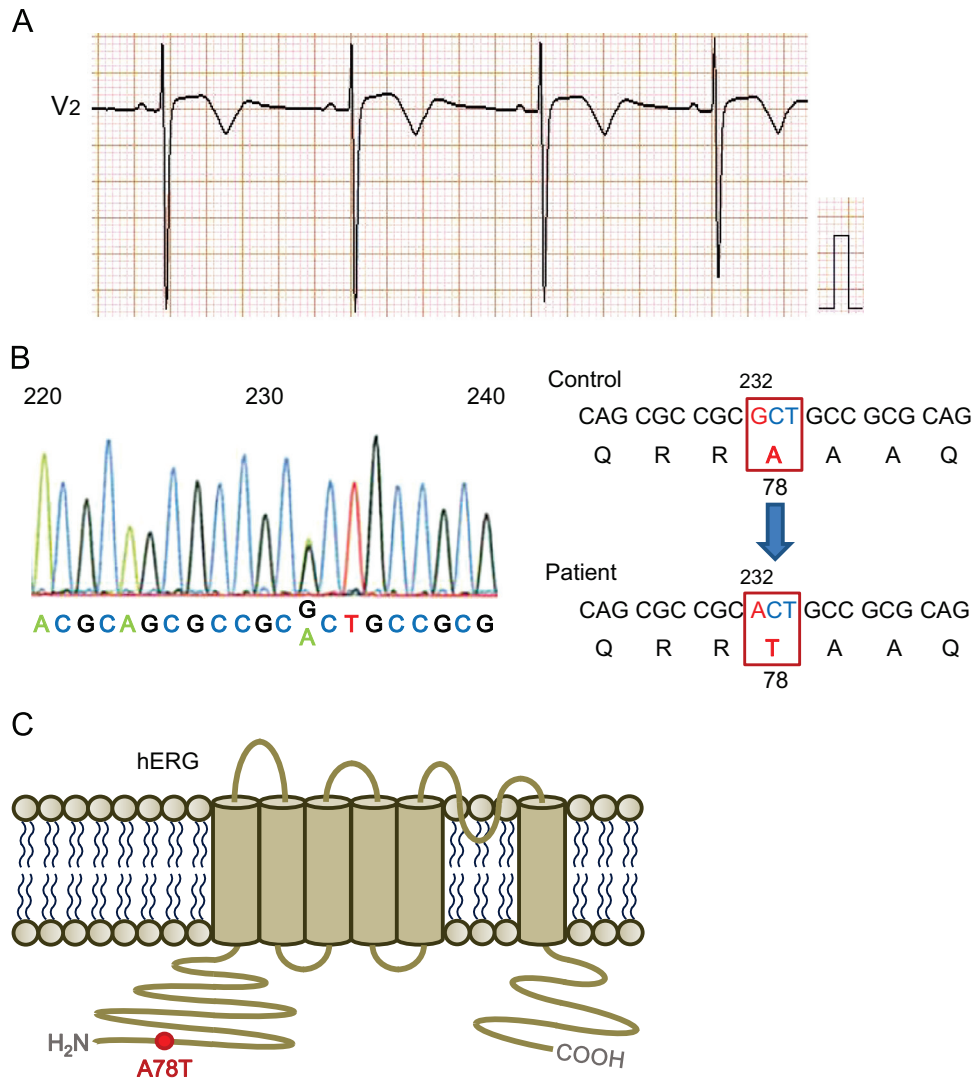 A
V2
B
220 230 240
ACGCAGCGCCGC
G
A
CTGCCGCG
Control
232
CAG CGC CGC GCT GCC GCG CAG
Q R R A A A Q
78
Patient
232
CAG CGC CGC ACT GCC GCG CAG
Q R R T A A Q
78
C
hERG
H2N
A78T
COOH